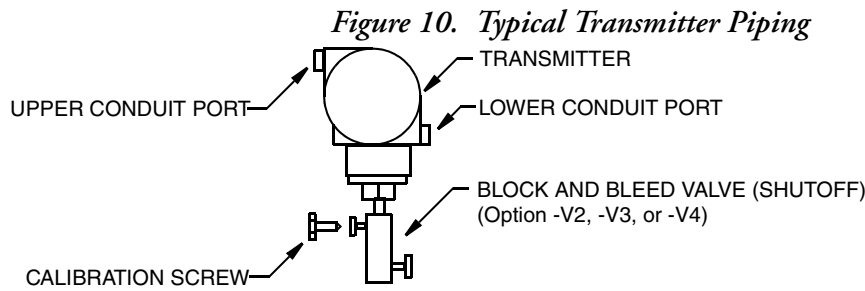 Figure 10. Typical Transmitter Piping
TRANSMITTER
UPPER CONDUIT PORT
LOWER CONDUIT PORT
BLOCK AND BLEED VALVE (SHUTOFF)
(Option -V2, -V3, or -V4)
CALIBRATION SCREW